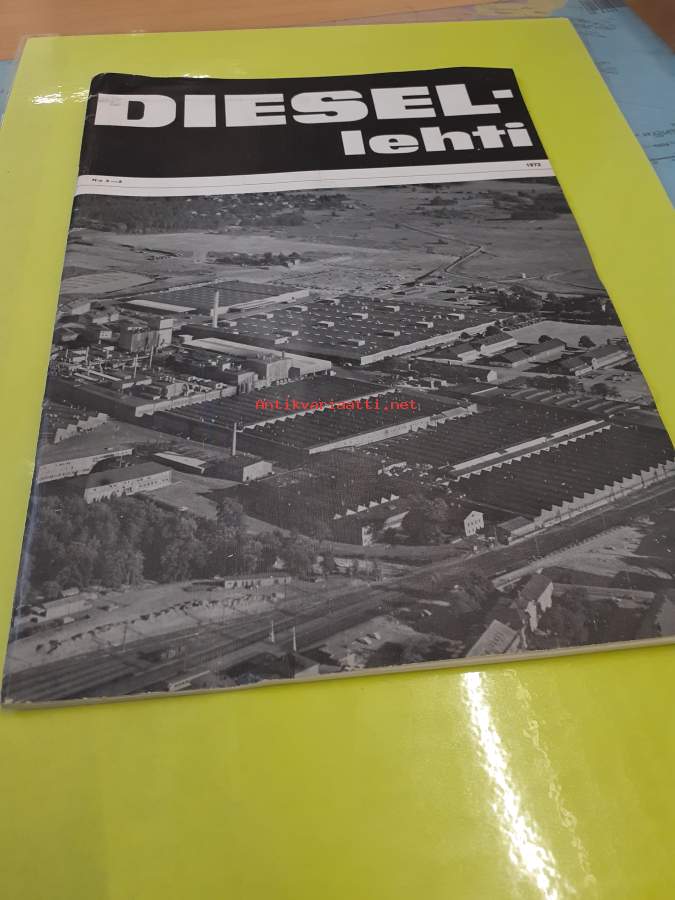 DIESEL-
lehti
1972
Antikvariaatti.net